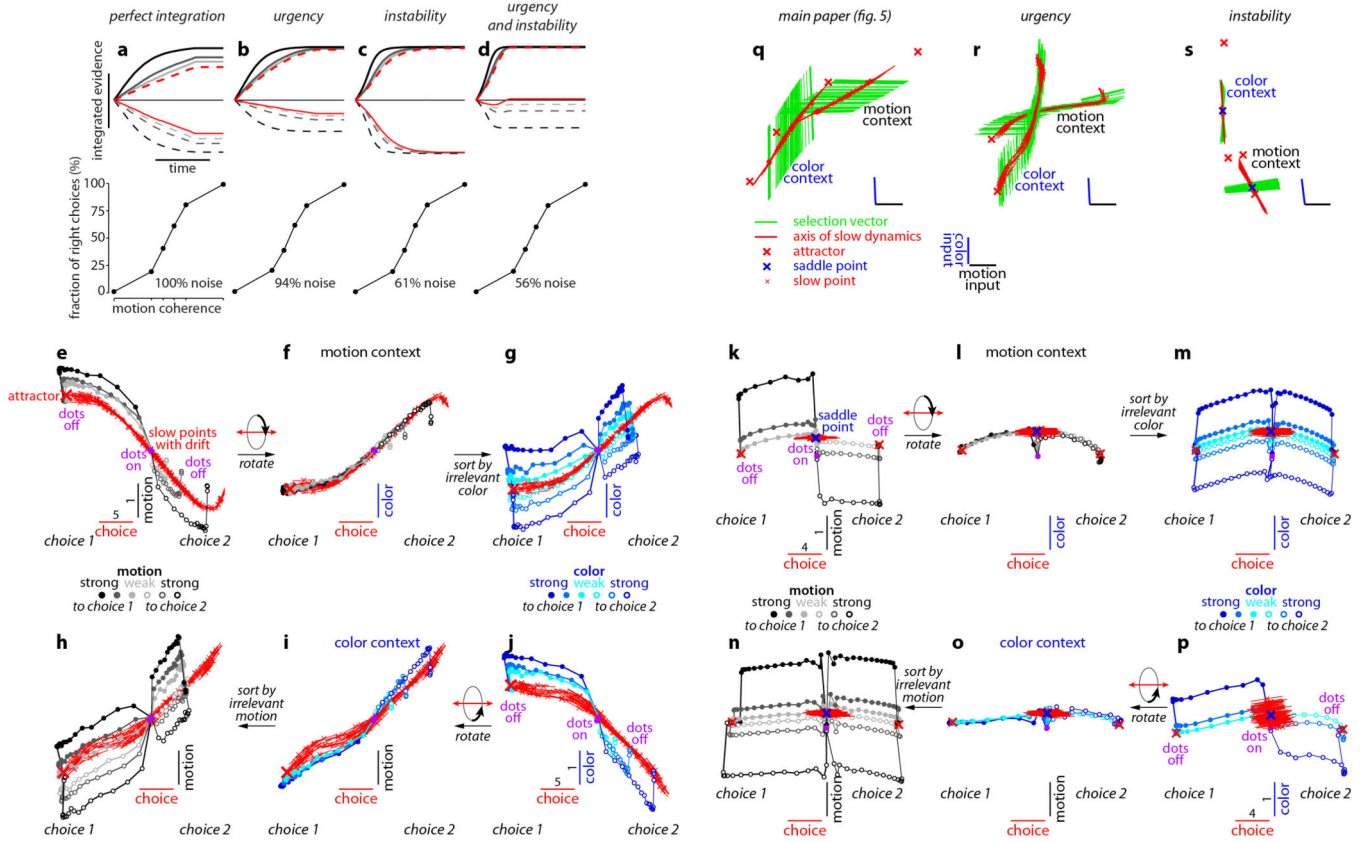 perfect integration
urgency
instability
urgency
and instability
main paper (fig. 5)
urgency
instability
a
b
c
d
integrated evidence
time
fraction of right choices (%)
100
75
50
25
0
100% noise
94% noise
61% noise
56% noise
motion coherence
q
motion
context
color
context
r
motion
context
color
context
s
color
context
motion
context
selection vector
axis of slow dynamics
attractor
saddle point
slow point
color
input
motion
input
e
attractor
dots
off
slow points
with drift
dots
on
dots
off
5
1
motion
choice
choice 1
choice 2
rotate
f
motion context
color
choice
choice 1
choice 2
sort by
irrelevant
color
g
color
choice
choice 1
choice 2
motion
strong weak strong
to choice 1 to choice 2
color
strong weak strong
to choice 1 to choice 2
h
motion
choice
choice 1
choice 2
sort by
irrelevant
motion
i
color context
motion
choice
choice 1
choice 2
rotate
j
dots
off
dots
on
dots
off
5
1
color
choice
choice 1
choice 2
k
saddle
point
dots
off
dots
off
dots
on
choice 1
choice 2
4
1
motion
choice
rotate
l
motion context
choice 1
choice 2
color
choice
sort by
irrelevant
color
m
choice 1
choice 2
color
choice
motion
strong weak strong
to choice 1 to choice 2
color
strong weak strong
to choice 1 to choice 2
n
choice 1
choice 2
motion
choice
sort by
irrelevant
motion
o
color context
choice 1
choice 2
motion
choice
rotate
p
dots
off
dots
on
dots
off
choice 1
choice 2
4
1
color
choice